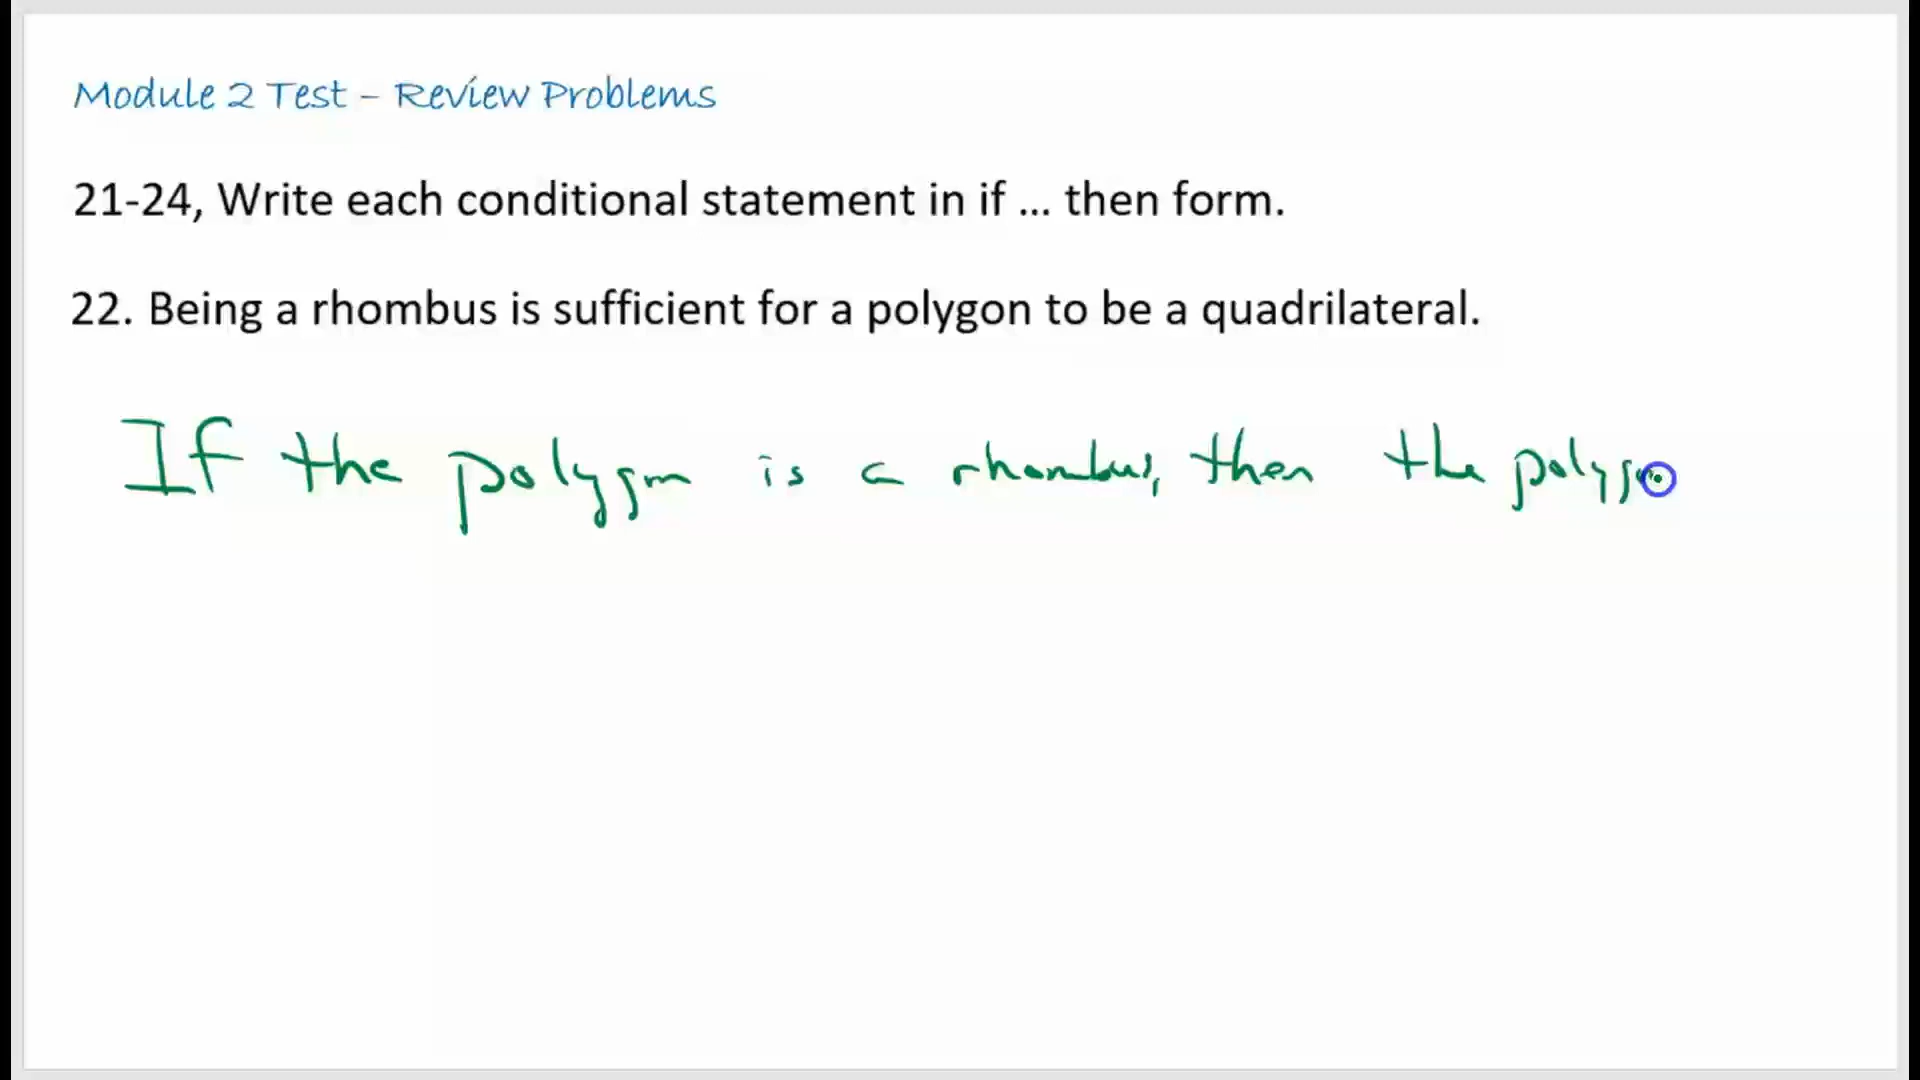 Module 2 Test – Review Problems
21-24, Write each conditional statement in if ... then form.
22. Being a rhombus is sufficient for a polygon to be a quadrilateral.
If the polygon is a rhombus, then the polygo